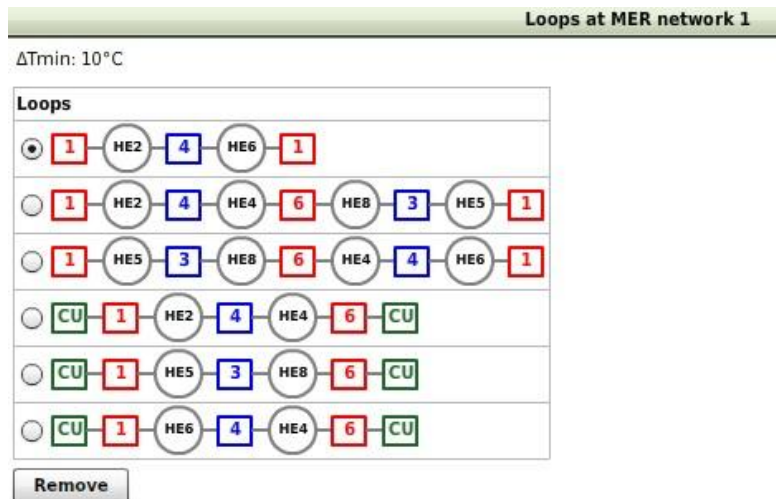 Loops at MER network 1
ΔTmin: 10°C
Loops
1 HE2 4 HE6 1
1 HE2 4 HE4 6 HE8 3 HE5 1
1 HE5 3 HE8 6 HE4 4 HE6 1
CU 1 HE2 4 HE4 6 CU
CU 1 HE5 3 HE8 6 CU
CU 1 HE6 4 HE4 6 CU
Remove